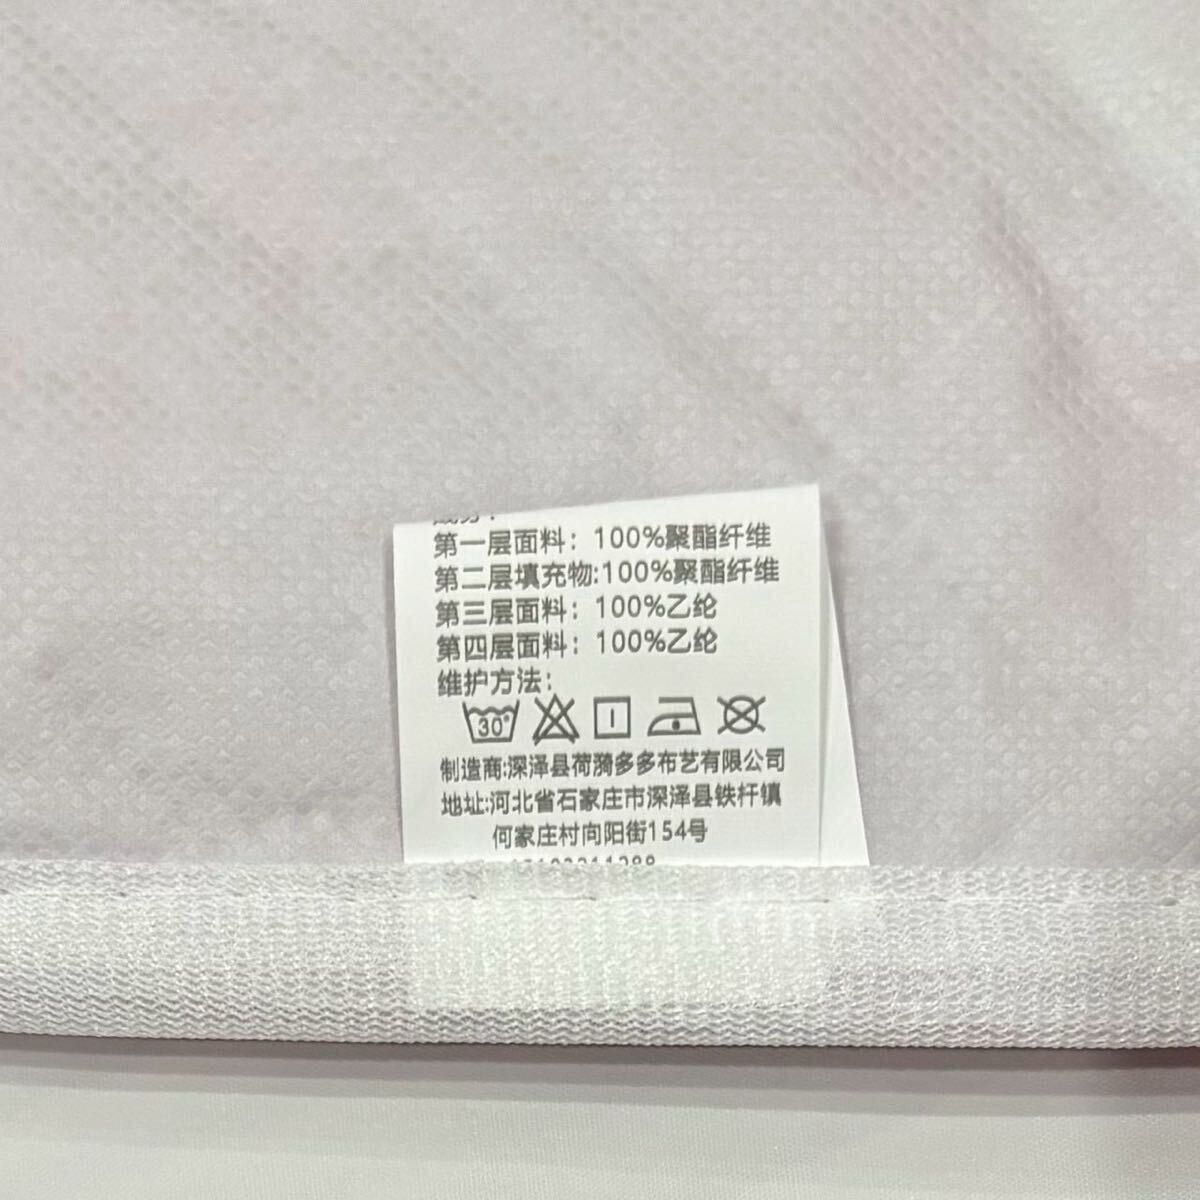 成分：
第一层面料：100%聚酯纤维
第二层填充物:100%聚酯纤维
第三层面料：100%乙纶
第四层面料：100%乙纶
维护方法：
30°
制造商:深泽县荷漪多多布艺有限公司
地址:河北省石家庄市深泽县铁杆镇
何家庄村向阳街154号